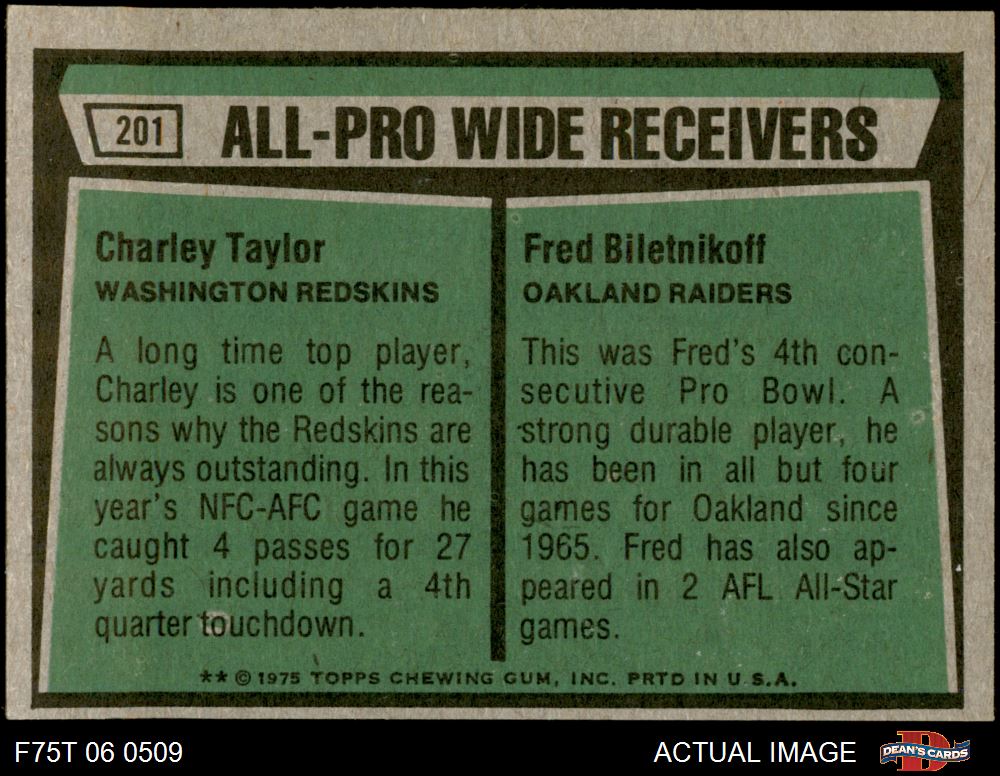 201 ALL-PRO WIDE RECEIVERS
Charley Taylor
WASHINGTON REDSKINS
A long time top player,
Charley is one of the rea-
sons why the Redskins are
always outstanding. In this
year's NFC-AFC game he
caught 4 passes for 27
yards including a 4th
quarter touchdown.
Fred Biletnikoff
OAKLAND RAIDERS
This was Fred's 4th con-
secutive Pro Bowl. A
strong durable player, he
has been in all but four
games for Oakland since
1965. Fred has also ap-
peared in 2 AFL All-Star
games.
** © 1975 TOPPS CHEWING GUM, INC. PRTD IN U.S.A.
F75T 06 0509
ACTUAL IMAGE
D
DEAN'S CARDS